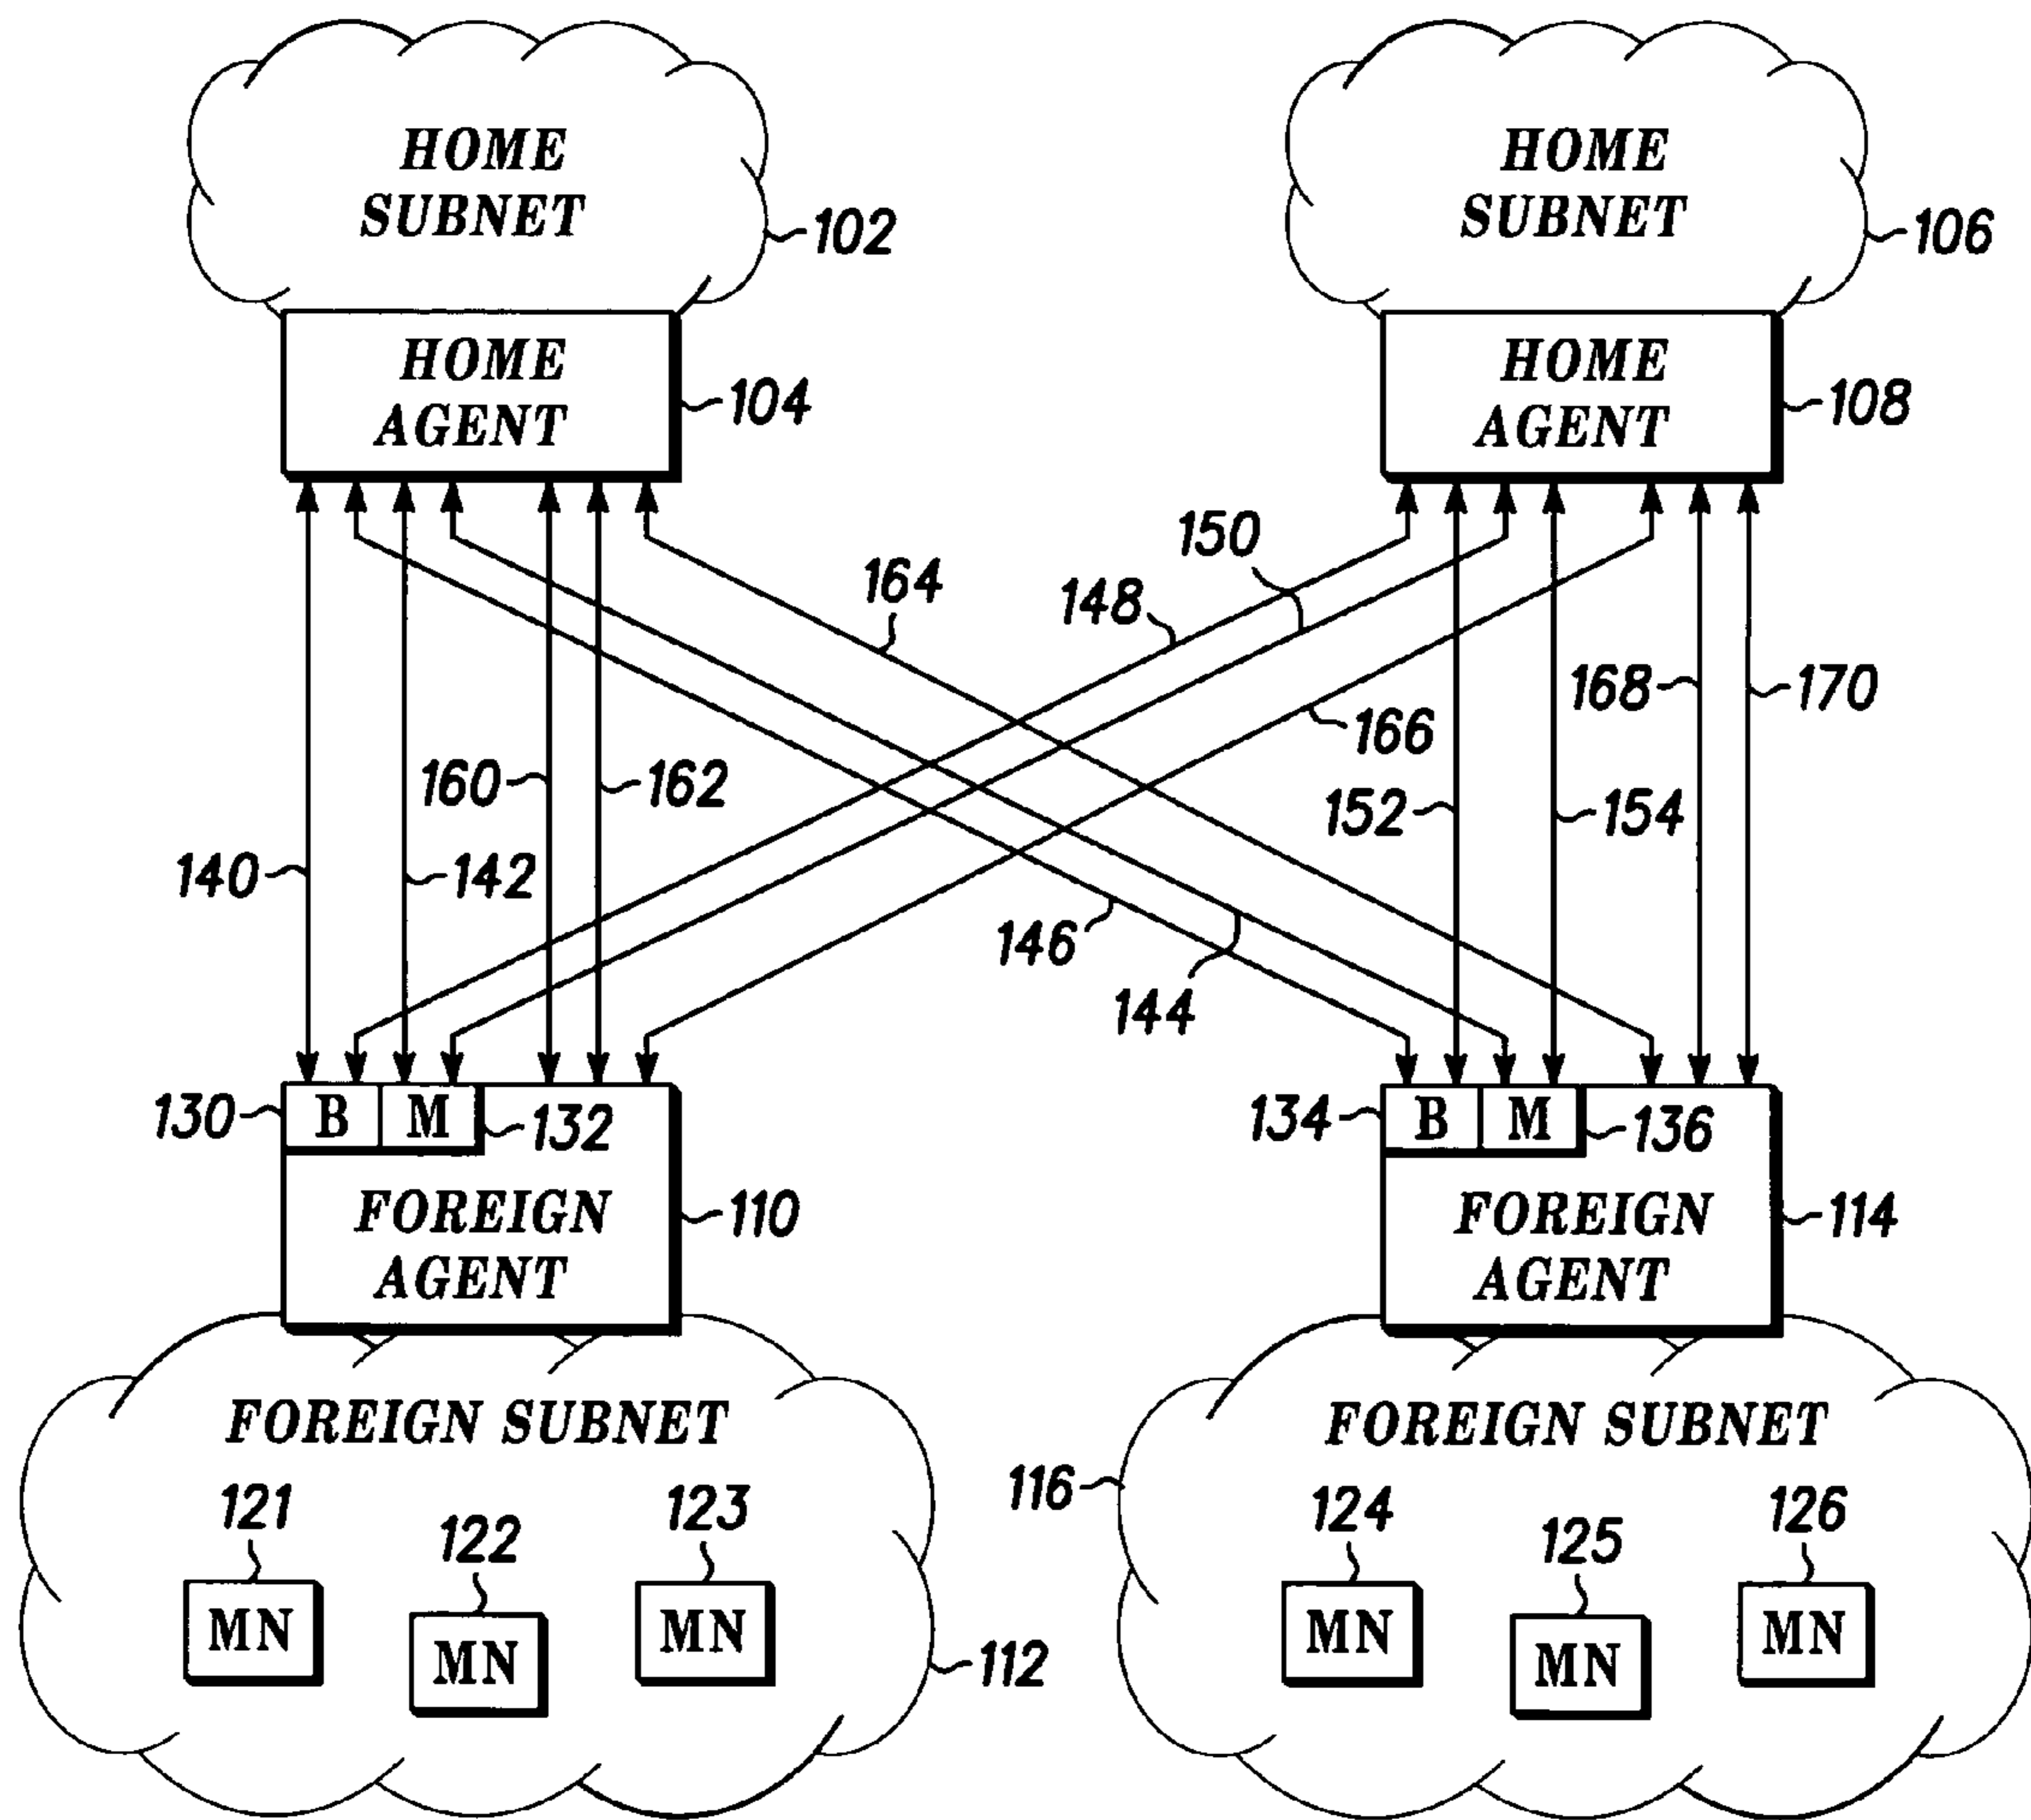 HOME
SUBNET
102
HOME
SUBNET
106
HOME
AGENT
104
HOME
AGENT
108
150
148
164
168
170
166
160
162
152
154
140
142
146
144
130
B
M
132
FOREIGN
AGENT
110
134
B
M
136
FOREIGN
AGENT
114
FOREIGN SUBNET
121
122
123
MN
MN
MN
112
FOREIGN SUBNET
116
124
125
126
MN
MN
MN